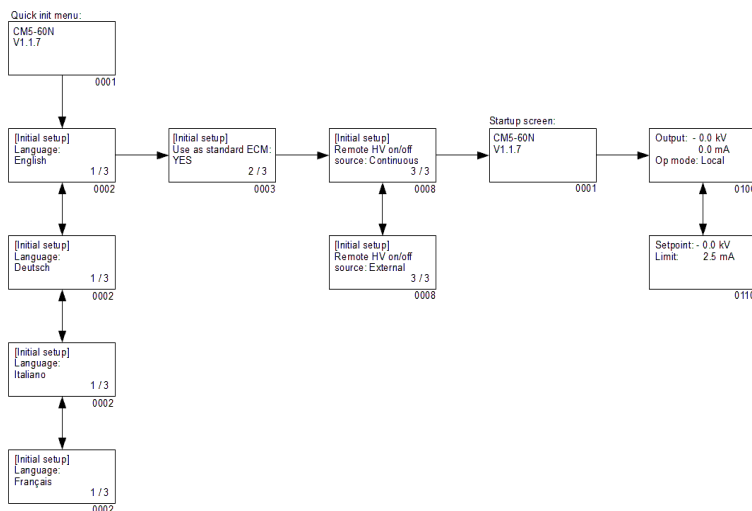 Quick init menu:
CM5-60N
V1.1.7
0001
[Initial setup]
Language:
English
1 / 3
0002
[Initial setup]
Use as standard ECM:
YES
2 / 3
0003
[Initial setup]
Remote HV on/off
source: Continuous
3 / 3
0008
Startup screen:
CM5-60N
V1.1.7
0001
Output: - 0.0 kV
0.0 mA
Op mode: Local
0100
[Initial setup]
Language:
Deutsch
1 / 3
0002
[Initial setup]
Remote HV on/off
source: External
3 / 3
0008
Setpoint: - 0.0 kV
Limit: 2.5 mA
0110
[Initial setup]
Language:
Italiano
1 / 3
0002
[Initial setup]
Language:
Français
1 / 3
0002